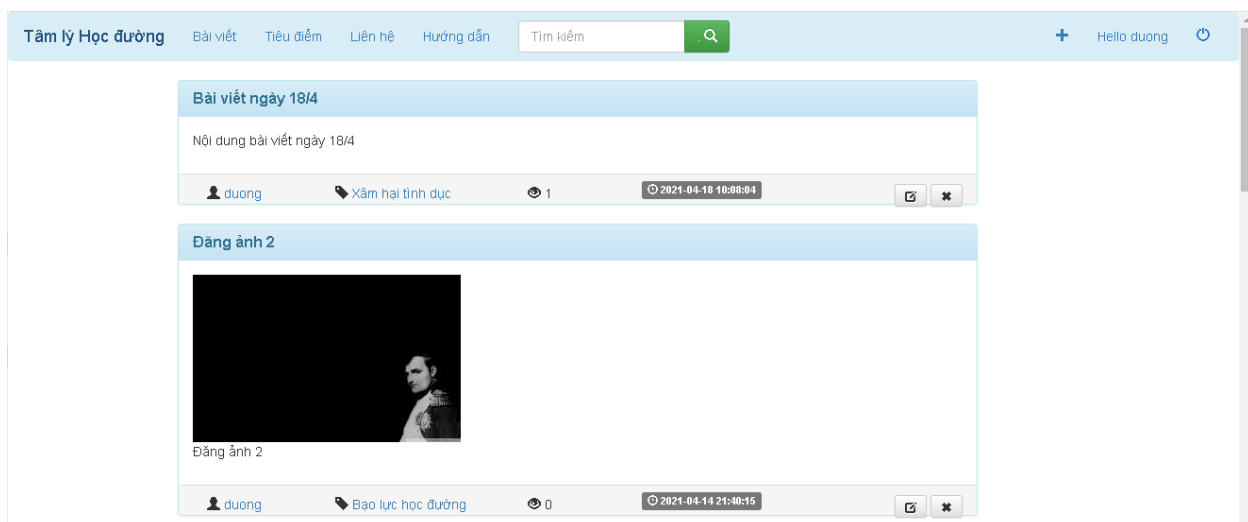 Tâm lý Học đường Bài viết Tiêu điểm Liên hệ Hướng dẫn Tìm kiếm Hello duong
Bài viết ngày 18/4
Nội dung bài viết ngày 18/4
duong Xâm hại tình dục 1 2021-04-18 10:08:04
Đăng ảnh 2
Đăng ảnh 2
duong Bạo lực học đường 0 2021-04-14 21:40:15